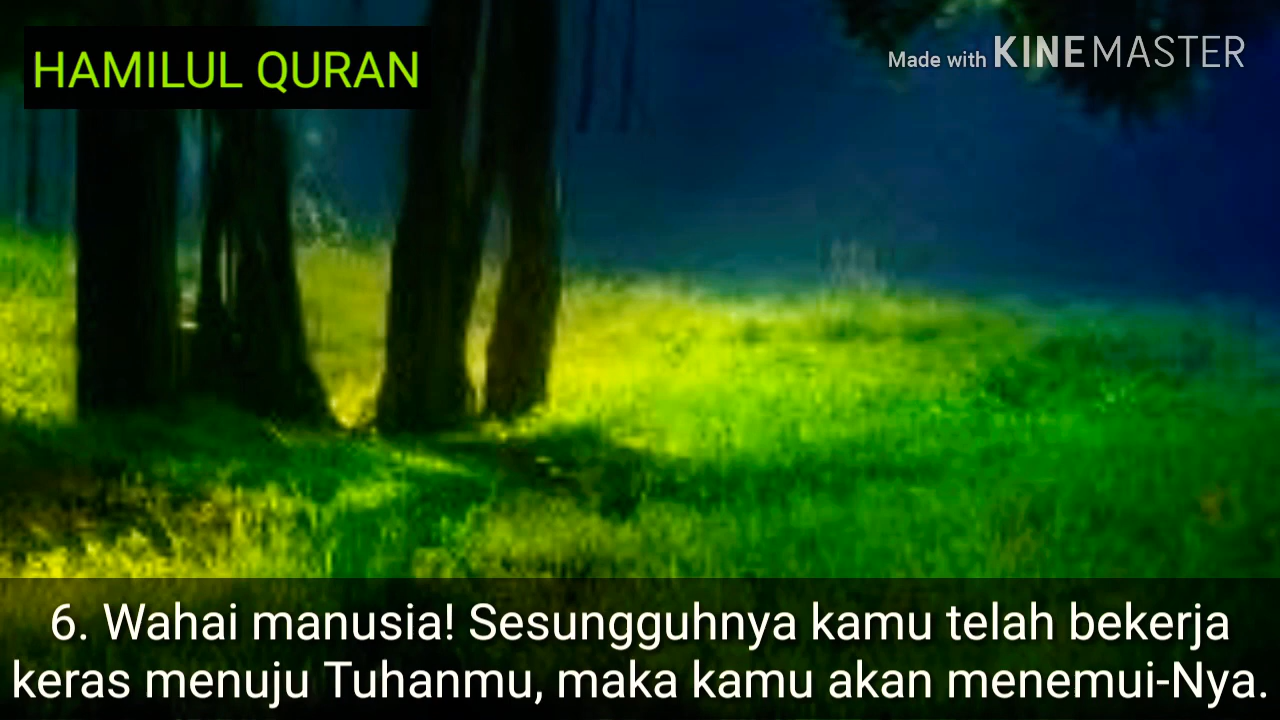 HAMILUL QURAN
Made with KINEMASTER
6. Wahai manusia! Sesungguhnya kamu telah bekerja
keras menuju Tuhanmu, maka kamu akan menemui-Nya.